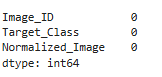 Image_ID 0
Target_Class 0
Normalized_Image 0
dtype: int64